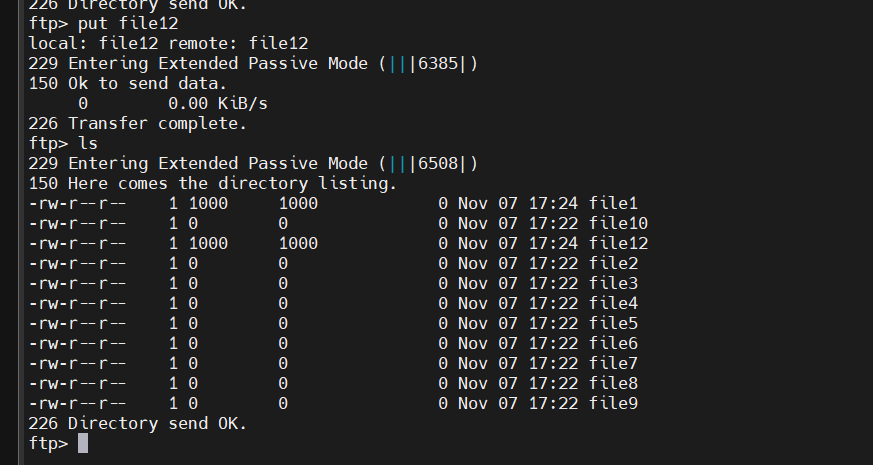 226 Directory send OK.
ftp> put file12
local: file12 remote: file12
229 Entering Extended Passive Mode (|||6385|)
150 Ok to send data.
     0        0.00 KiB/s
226 Transfer complete.
ftp> ls
229 Entering Extended Passive Mode (|||6508|)
150 Here comes the directory listing.
-rw-r--r--    1 1000     1000            0 Nov 07 17:24 file1
-rw-r--r--    1 0        0               0 Nov 07 17:22 file10
-rw-r--r--    1 1000     1000            0 Nov 07 17:24 file12
-rw-r--r--    1 0        0               0 Nov 07 17:22 file2
-rw-r--r--    1 0        0               0 Nov 07 17:22 file3
-rw-r--r--    1 0        0               0 Nov 07 17:22 file4
-rw-r--r--    1 0        0               0 Nov 07 17:22 file5
-rw-r--r--    1 0        0               0 Nov 07 17:22 file6
-rw-r--r--    1 0        0               0 Nov 07 17:22 file7
-rw-r--r--    1 0        0               0 Nov 07 17:22 file8
-rw-r--r--    1 0        0               0 Nov 07 17:22 file9
226 Directory send OK.
ftp>